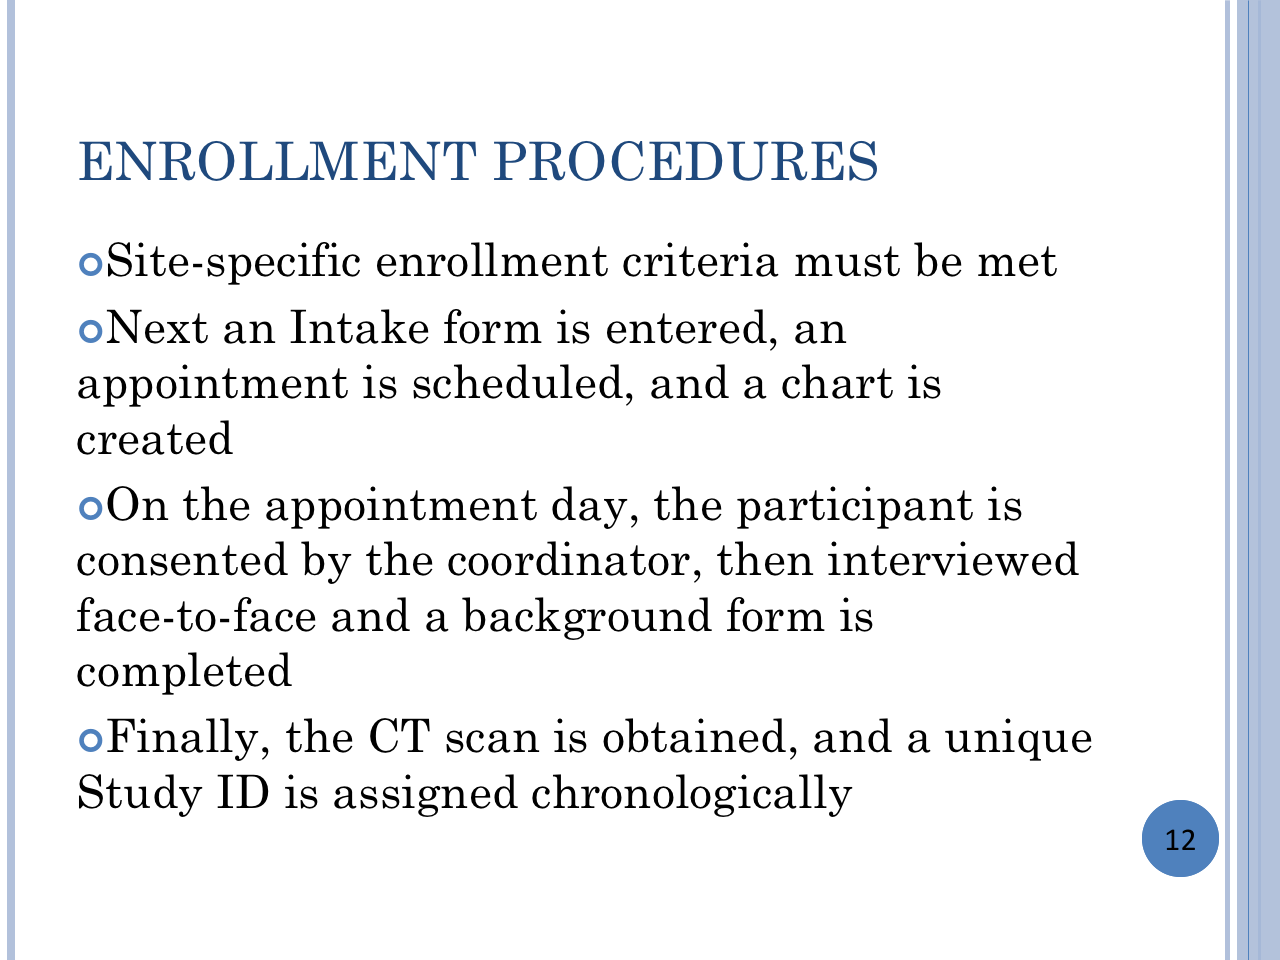 ENROLLMENT PROCEDURES
Site-specific enrollment criteria must be met
Next an Intake form is entered, an
appointment is scheduled, and a chart is
created
On the appointment day, the participant is
consented by the coordinator, then interviewed
face-to-face and a background form is
completed
Finally, the CT scan is obtained, and a unique
Study ID is assigned chronologically
12